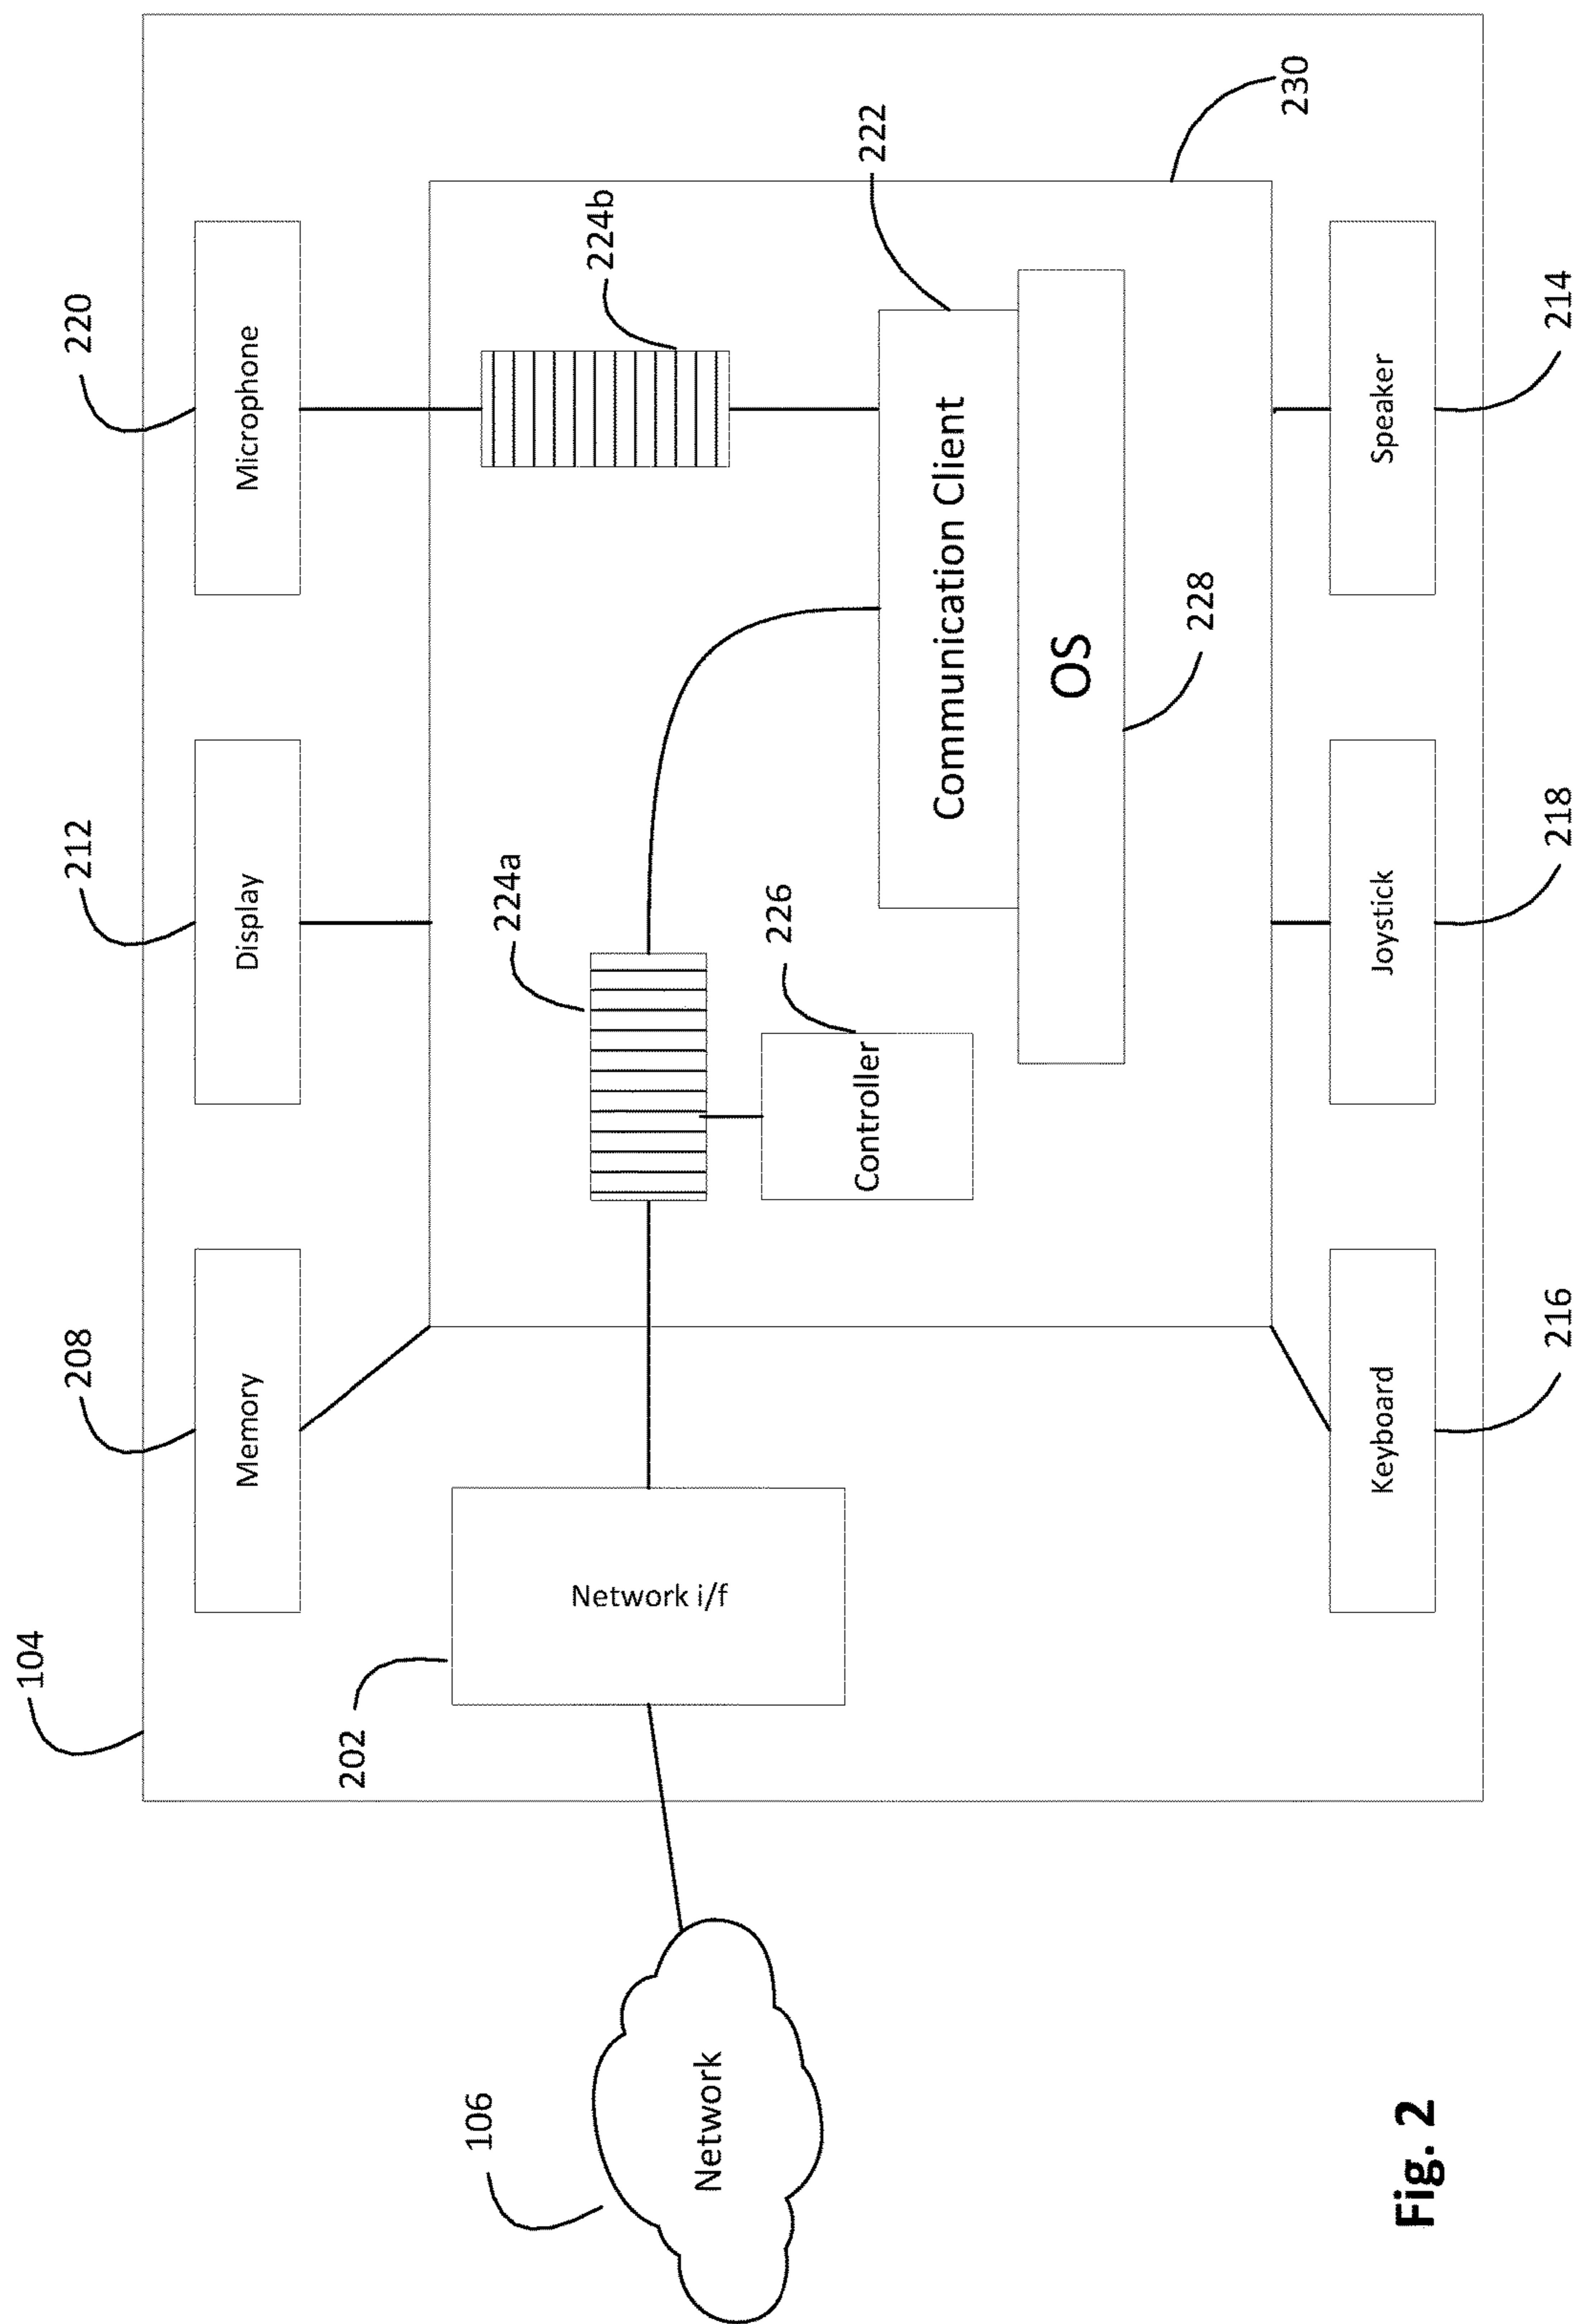 104
208
212
220
Memory
Display
Microphone
202
106
224a
224b
Network i/f
Network
226
222
Controller
Communication Client
OS
228
230
Keyboard
Joystick
Speaker
216
218
214
Fig. 2